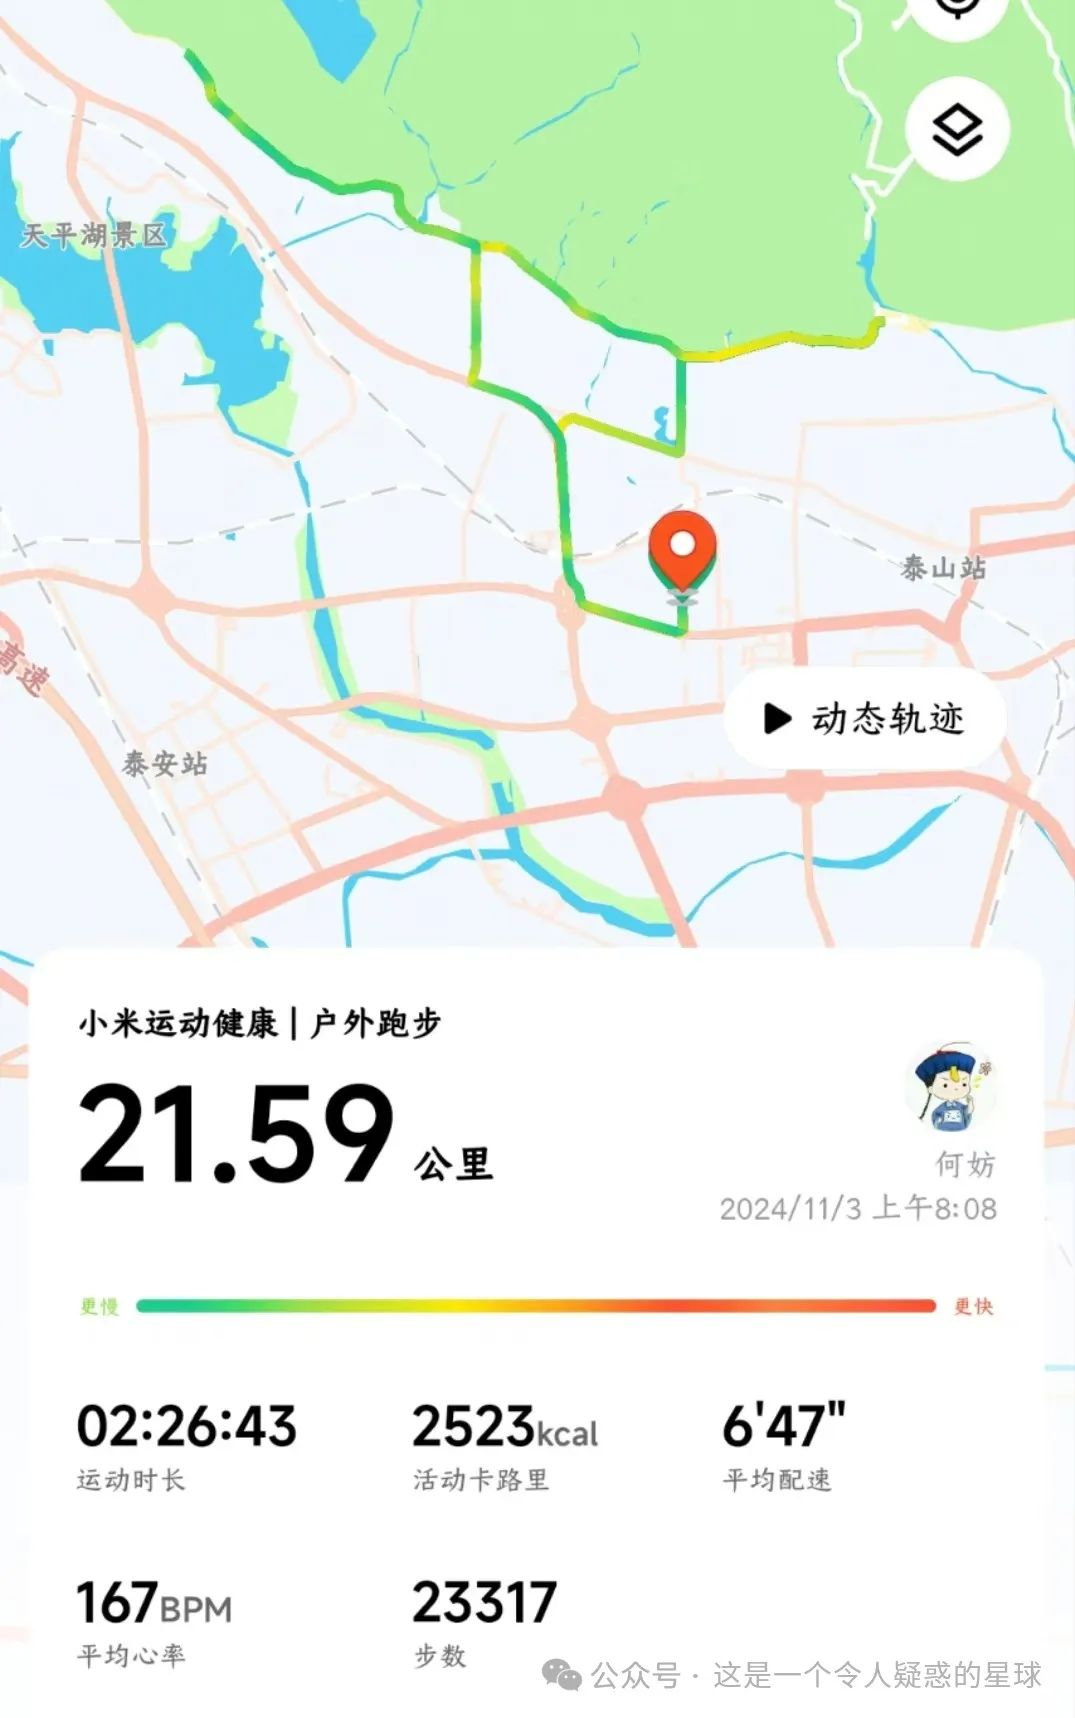 天平湖景区
泰山站
高速
动态轨迹
泰安站
小米运动健康 | 户外跑步
21.59 公里
何妨
2024/11/3 上午8:08
更慢
更快
02:26:43
2523kcal
6'47"
运动时长
活动卡路里
平均配速
167BPM
23317
平均心率
步数
公众号 · 这是一个令人疑惑的星球